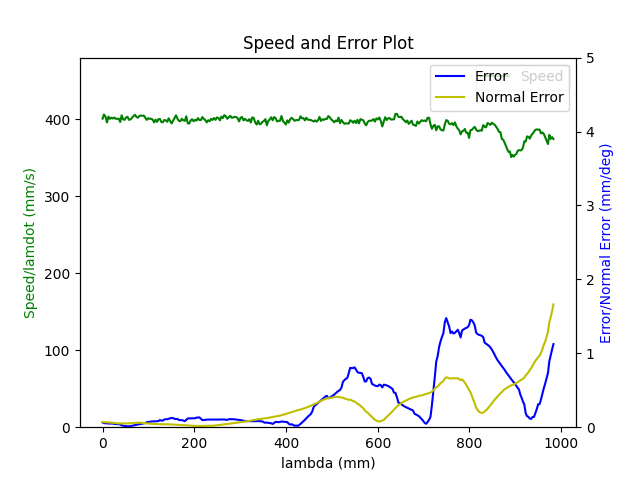 Speed and Error Plot
Speed/lamdot (mm/s)
0
100
200
300
400
Error
Speed
Normal Error
0
1
2
3
4
5
Error/Normal Error (mm/deg)
0
200
400
600
800
1000
lambda (mm)